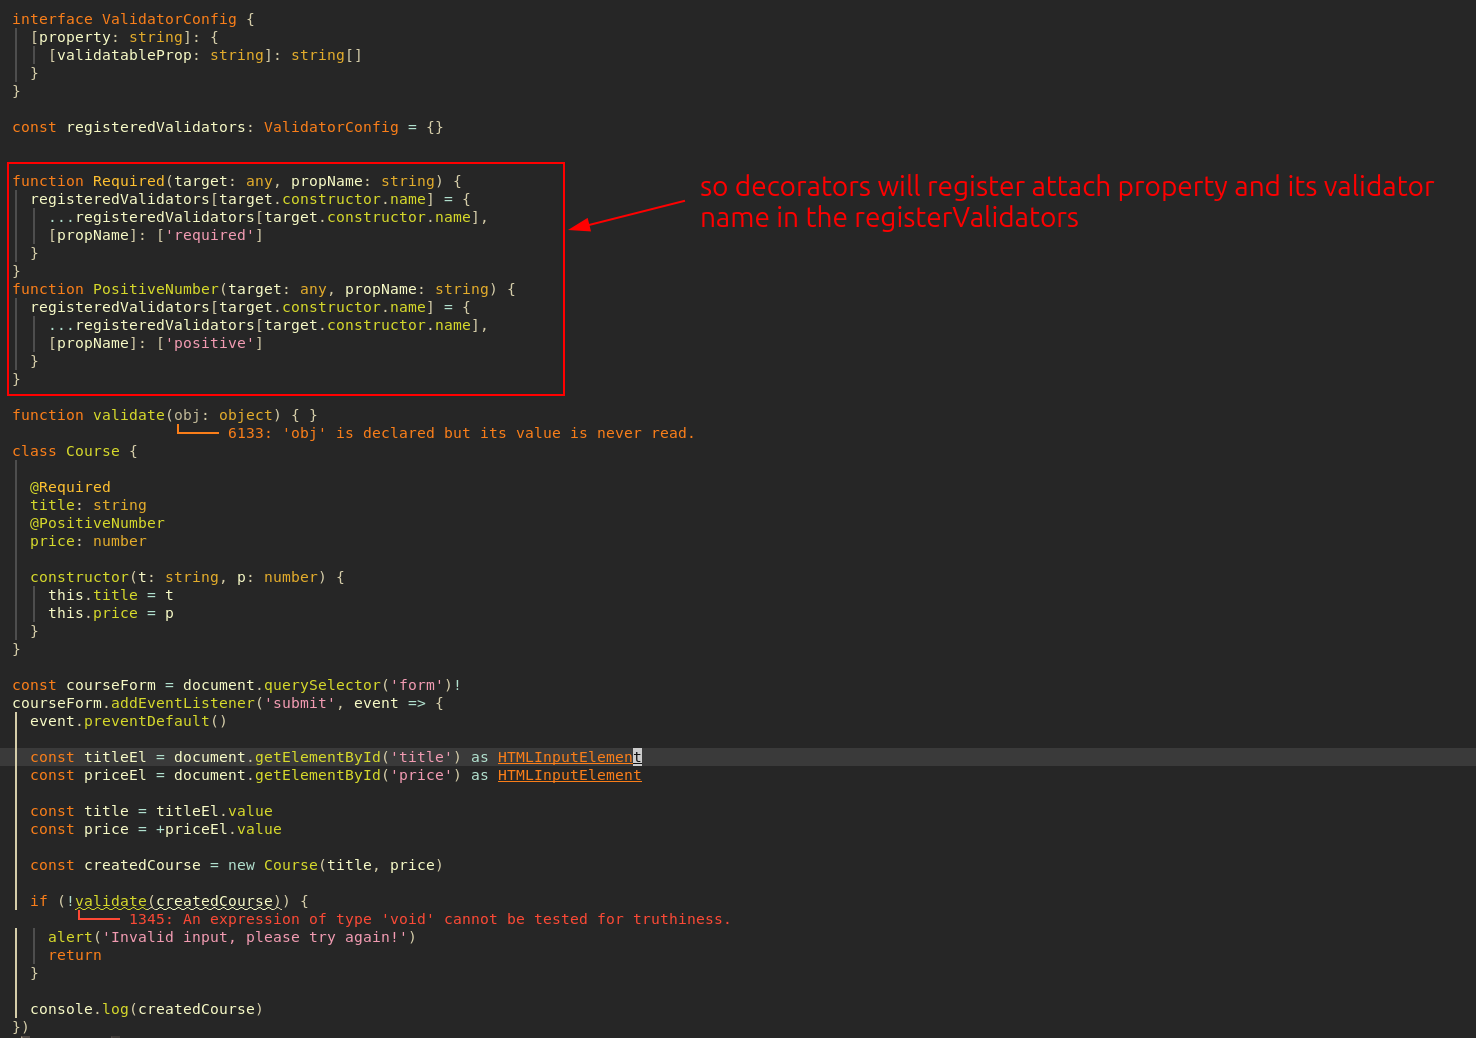 interface ValidatorConfig {
[property: string]: {
[validatableProp: string]: string[]
}
}
const registeredValidators: ValidatorConfig = {}
function Required(target: any, propName: string) {
registeredValidators[target.constructor.name] = {
...registeredValidators[target.constructor.name],
[propName]: ['required']
}
}
so decorators will register attach property and its validator
name in the registerValidators
function PositiveNumber(target: any, propName: string) {
registeredValidators[target.constructor.name] = {
...registeredValidators[target.constructor.name],
[propName]: ['positive']
}
}
function validate(obj: object) { }
6133: 'obj' is declared but its value is never read.
class Course {
@Required
title: string
@PositiveNumber
price: number
constructor(t: string, p: number) {
this.title = t
this.price = p
}
}
const courseForm = document.querySelector('form')!
courseForm.addEventListener('submit', event => {
event.preventDefault()
const titleEl = document.getElementById('title') as HTMLInputElement
const priceEl = document.getElementById('price') as HTMLInputElement
const title = titleEl.value
const price = +priceEl.value
const createdCourse = new Course(title, price)
if (!validate(createdCourse)) {
1345: An expression of type 'void' cannot be tested for truthiness.
alert('Invalid input, please try again!')
return
}
console.log(createdCourse)
})